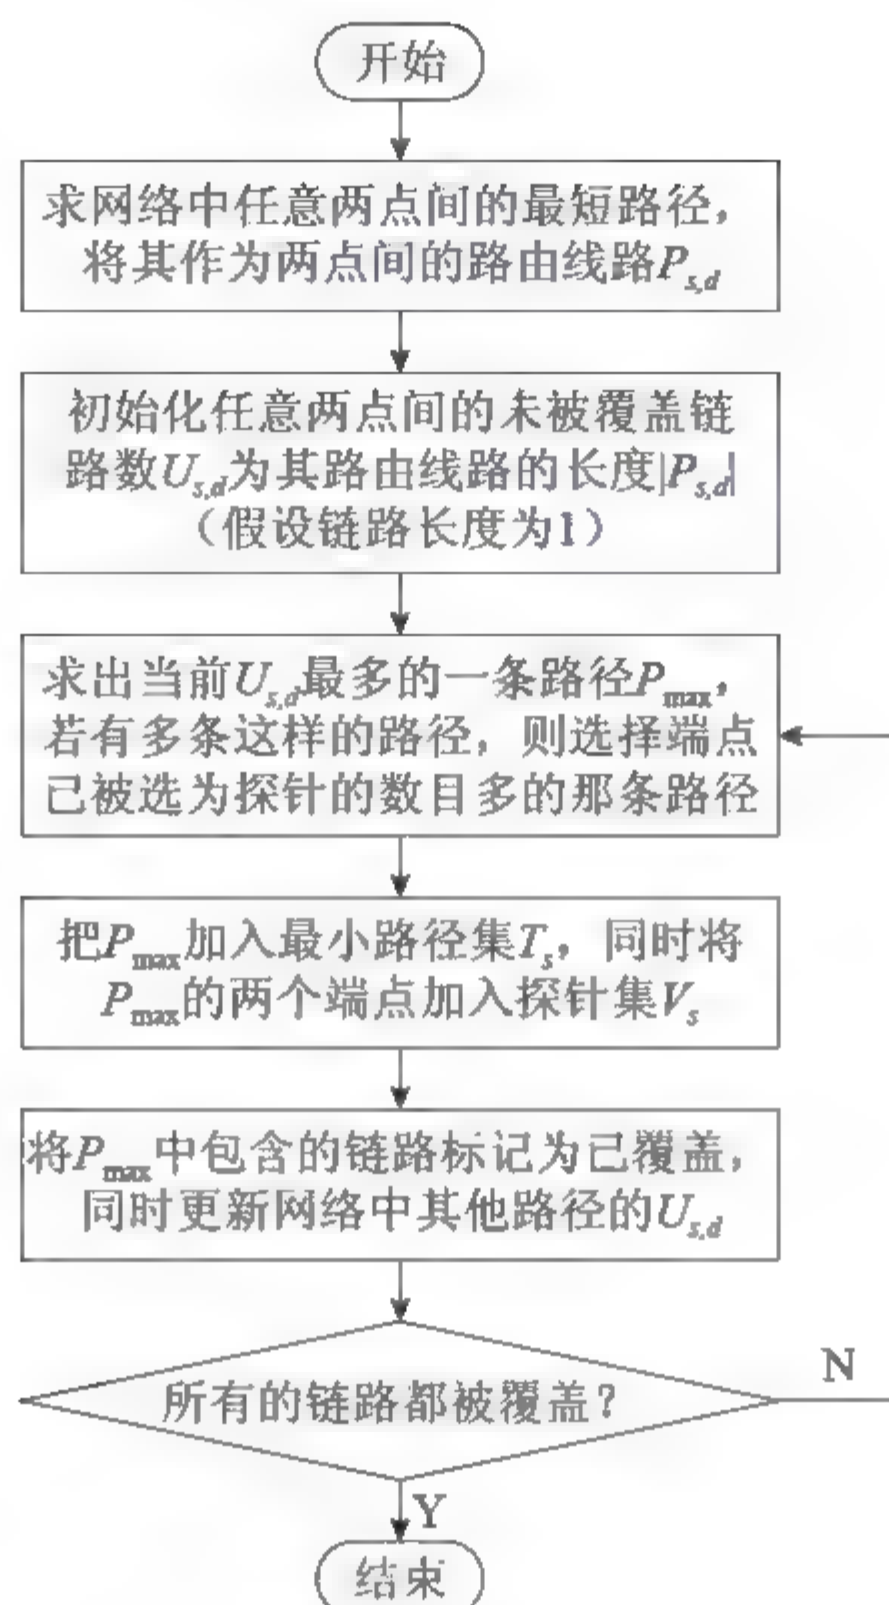 开始
求网络中任意两点间的最短路径，
将其作为两点间的路由线路P_{s,d}
初始化任意两点间的未被覆盖链
路数U_{s,d}为其路由线路的长度|P_{s,d}|
（假设链路长度为1）
求出当前U_{s,d}最多的一条路径P_{max}，
若有多条这样的路径，则选择端点
已被选为探针的数目多的那条路径
把P_{max}加入最小路径集T_s，同时将
P_{max}的两个端点加入探针集V_s
将P_{max}中包含的链路标记为已覆盖，
同时更新网络中其他路径的U_{s,d}
所有的链路都被覆盖？
N
Y
结束